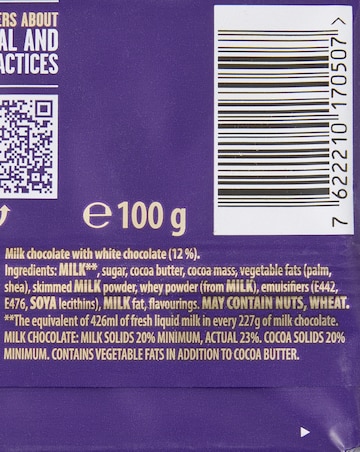 ERS ABOUT
AL AND
ACTICES
7622210 170507 >
℮ 100 g
Milk chocolate with white chocolate (12 %).
Ingredients: MILK**, sugar, cocoa butter, cocoa mass, vegetable fats (palm,
shea), skimmed MILK powder, whey powder (from MILK), emulsifiers (E442,
E476, SOYA lecithins), MILK fat, flavourings. MAY CONTAIN NUTS, WHEAT.
**The equivalent of 426ml of fresh liquid milk in every 227g of milk chocolate.
MILK CHOCOLATE: MILK SOLIDS 20% MINIMUM, ACTUAL 23%. COCOA SOLIDS 20%
MINIMUM. CONTAINS VEGETABLE FATS IN ADDITION TO COCOA BUTTER.